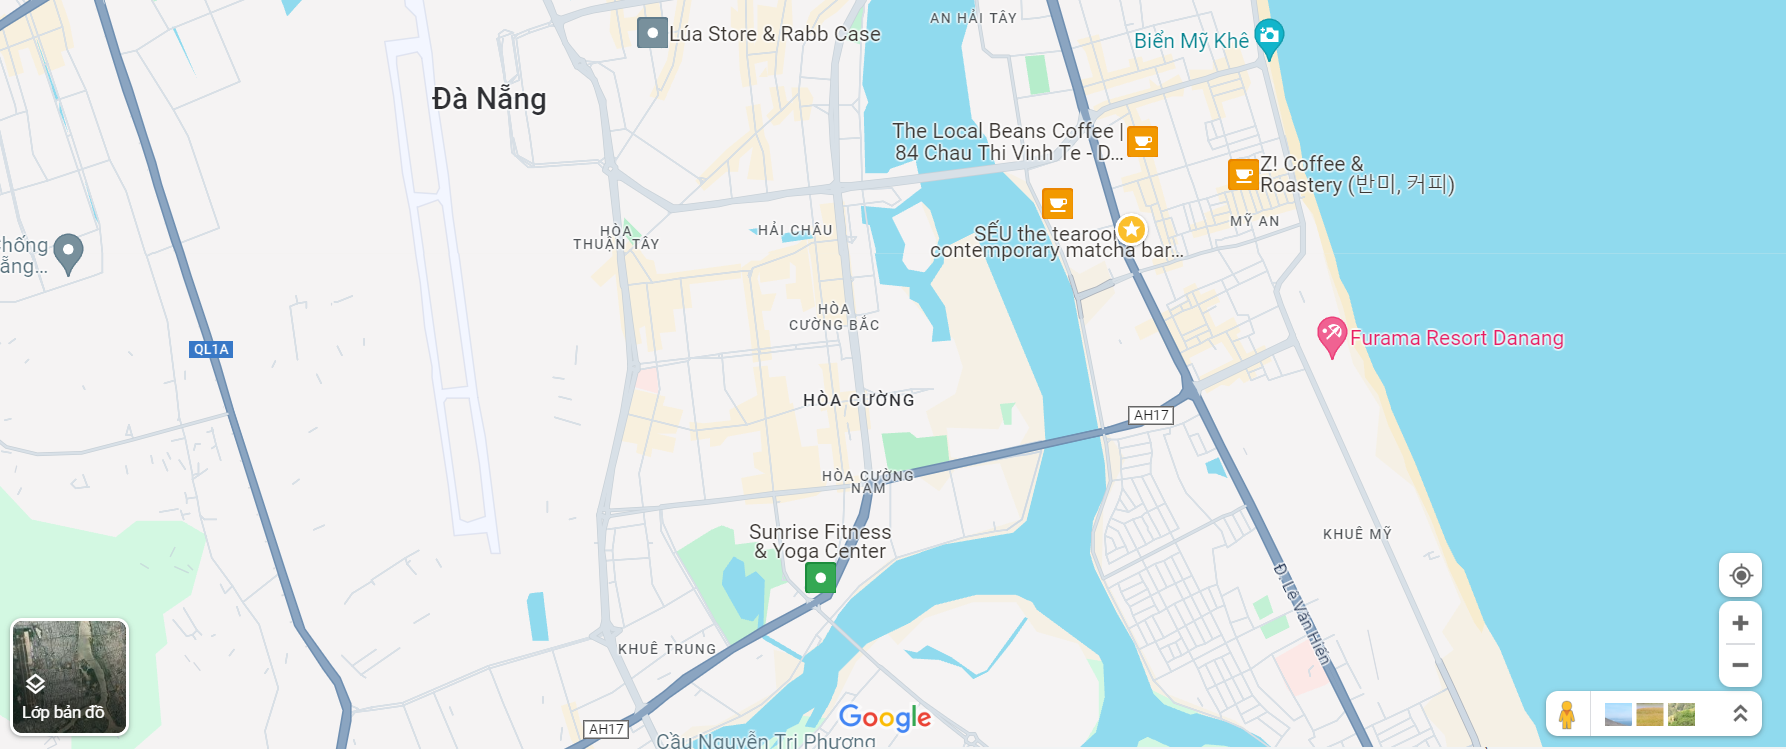 AN HẢI TÂY
Lúa Store & Rabb Case
Biển Mỹ Khê
Đà Nẵng
The Local Beans Coffee |
84 Chau Thi Vinh Te - D...
Z! Coffee &
Roastery (반미, 커피)
MỸ AN
HÒA
THUẬN TÂY
HẢI CHÂU
SẾU the tearoo
contemporary matcha bar...
hống
ẵng...
HÒA
CƯỜNG BẮC
QL1A
Furama Resort Danang
HÒA CƯỜNG
AH17
HÒA CƯỜNG
NAM
Sunrise Fitness
& Yoga Center
KHUÊ MỸ
Đ. Lê Văn Hiến
KHUÊ TRUNG
Lớp bản đồ
Google
AH17
Cầu Nguyễn Tri Phương